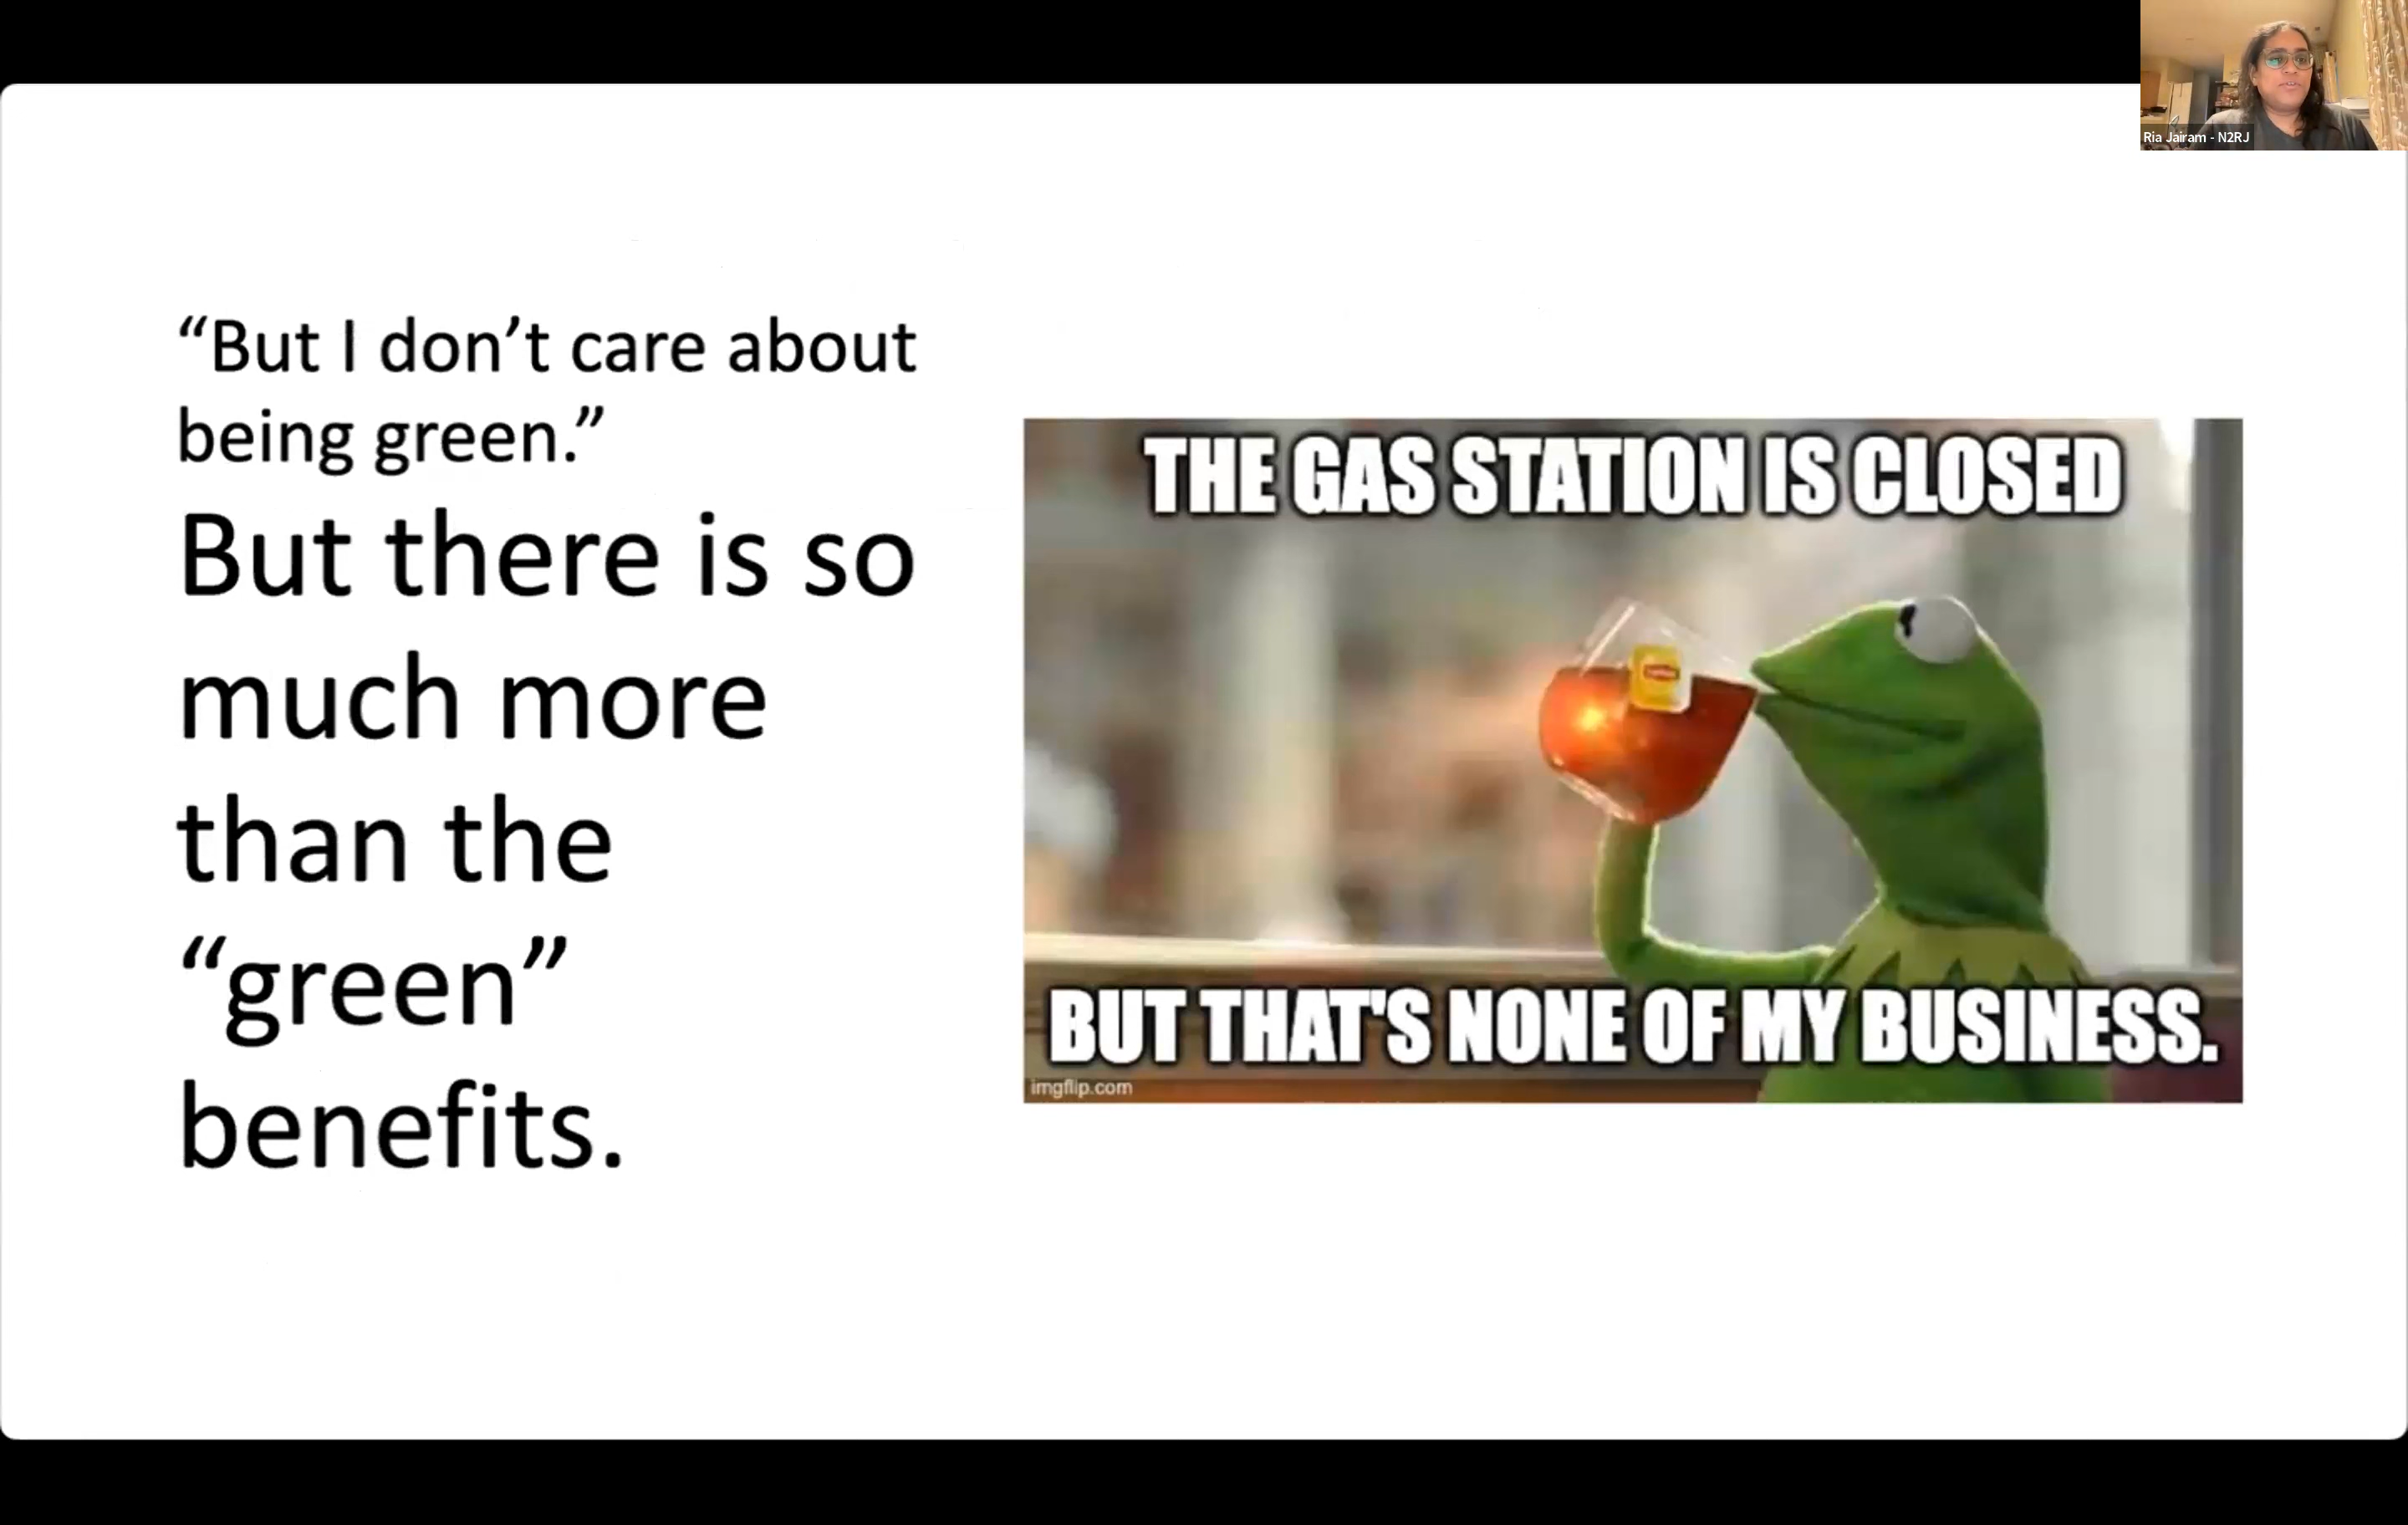 Ria Jairam - N2RJ
“But I don’t care about
being green.”
But there is so
much more
than the
“green”
benefits.
THE GAS STATION IS CLOSED
BUT THAT'S NONE OF MY BUSINESS.
imgflip.com